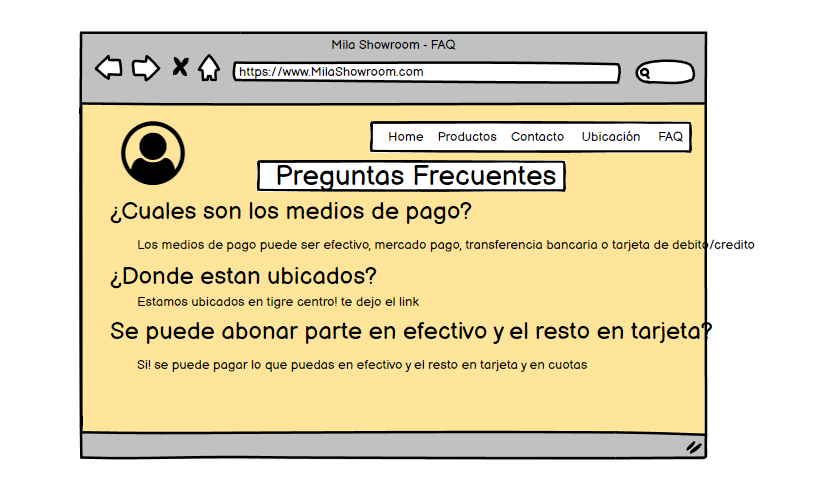 Mila Showroom - FAQ
https://www.MilaShowroom.com
Home Productos Contacto Ubicación FAQ
Preguntas Frecuentes
¿Cuales son los medios de pago?
Los medios de pago puede ser efectivo, mercado pago, transferencia bancaria o tarjeta de debito/credito
¿Donde estan ubicados?
Estamos ubicados en tigre centro! te dejo el link
Se puede abonar parte en efectivo y el resto en tarjeta?
Si! se puede pagar lo que puedas en efectivo y el resto en tarjeta y en cuotas